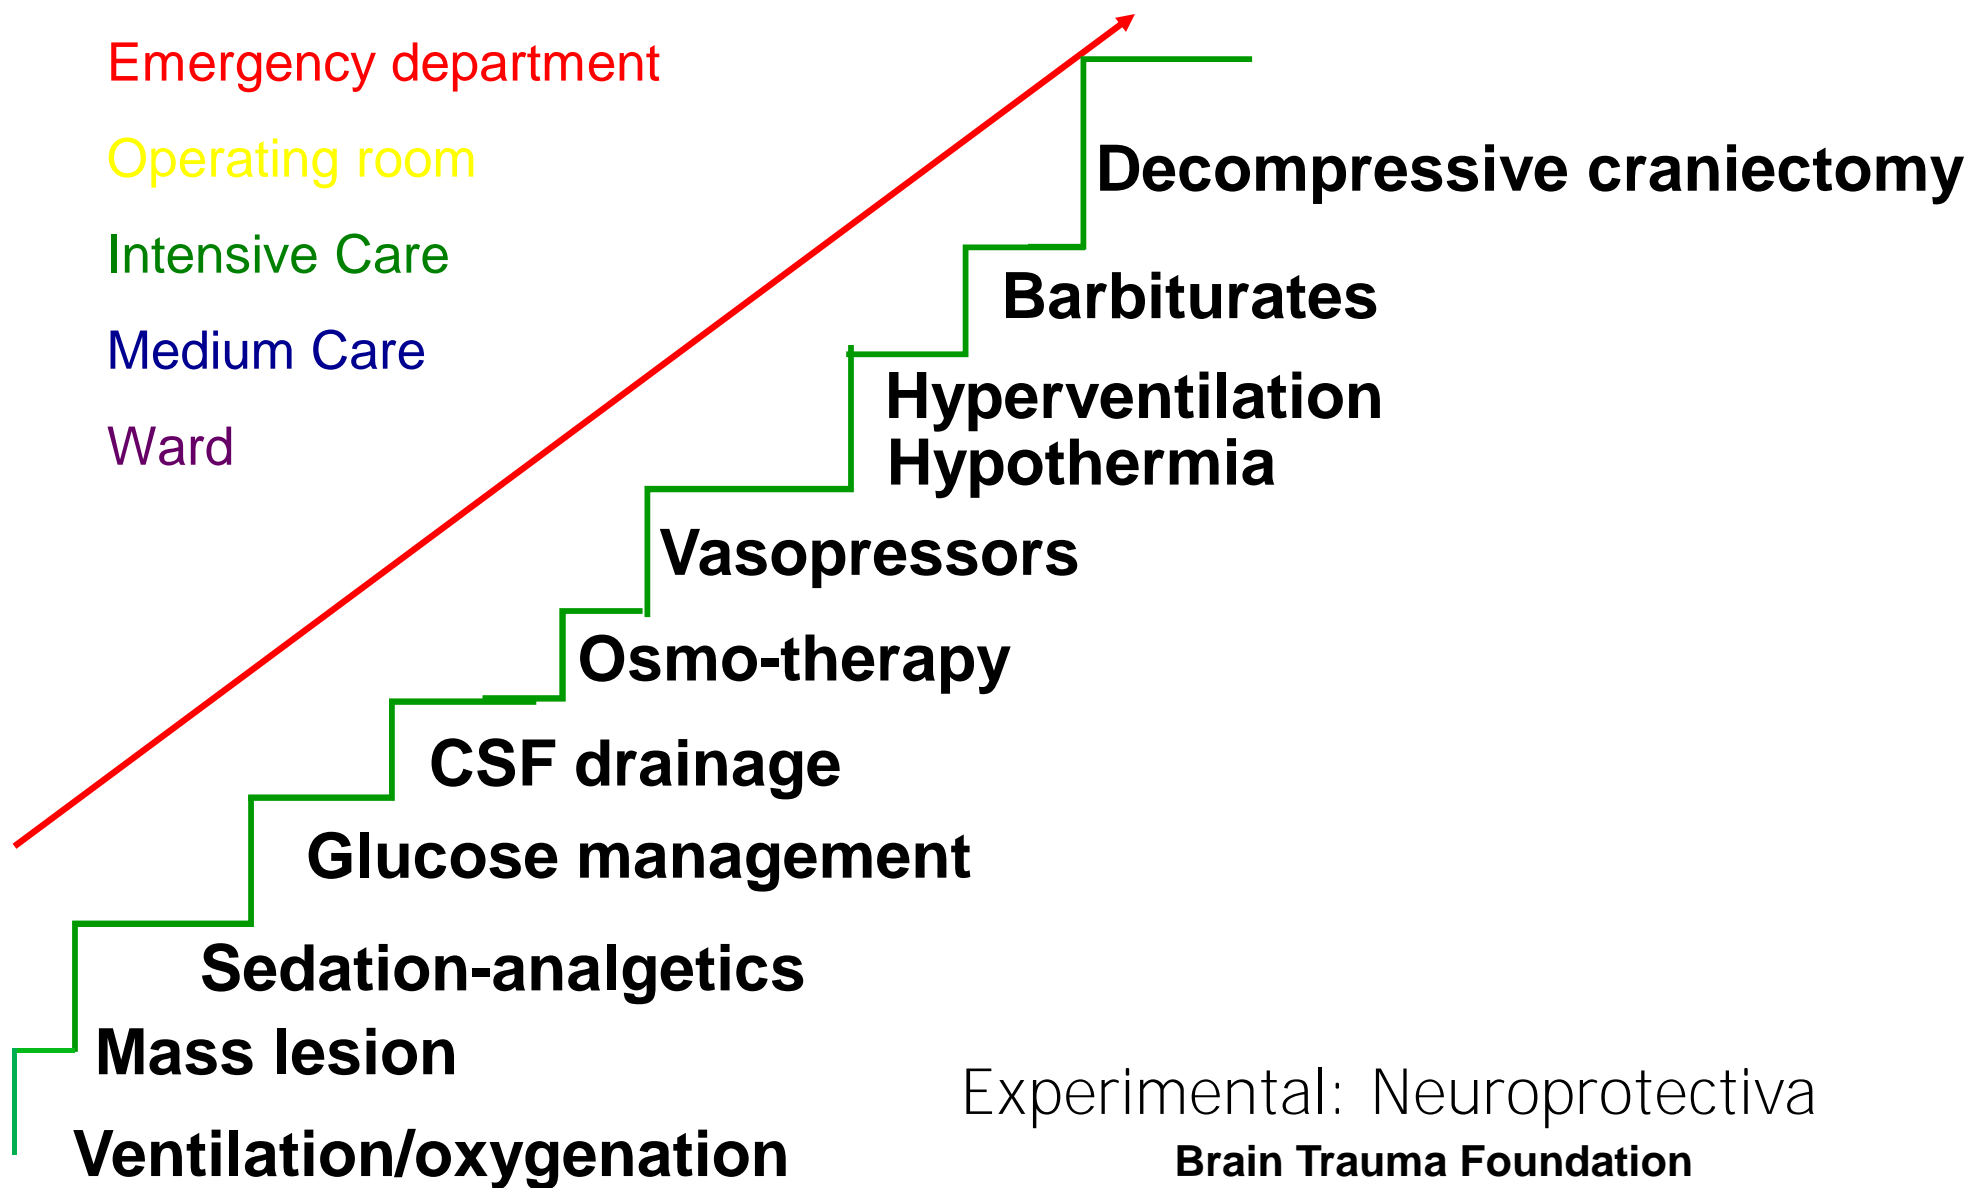 Emergency department
Operating room
Intensive Care
Medium Care
Ward
Decompressive craniectomy
Barbiturates
Hyperventilation
Hypothermia
Vasopressors
Osmo-therapy
CSF drainage
Glucose management
Sedation-analgetics
Mass lesion
Ventilation/oxygenation
Experimental: Neuroprotectiva
Brain Trauma Foundation